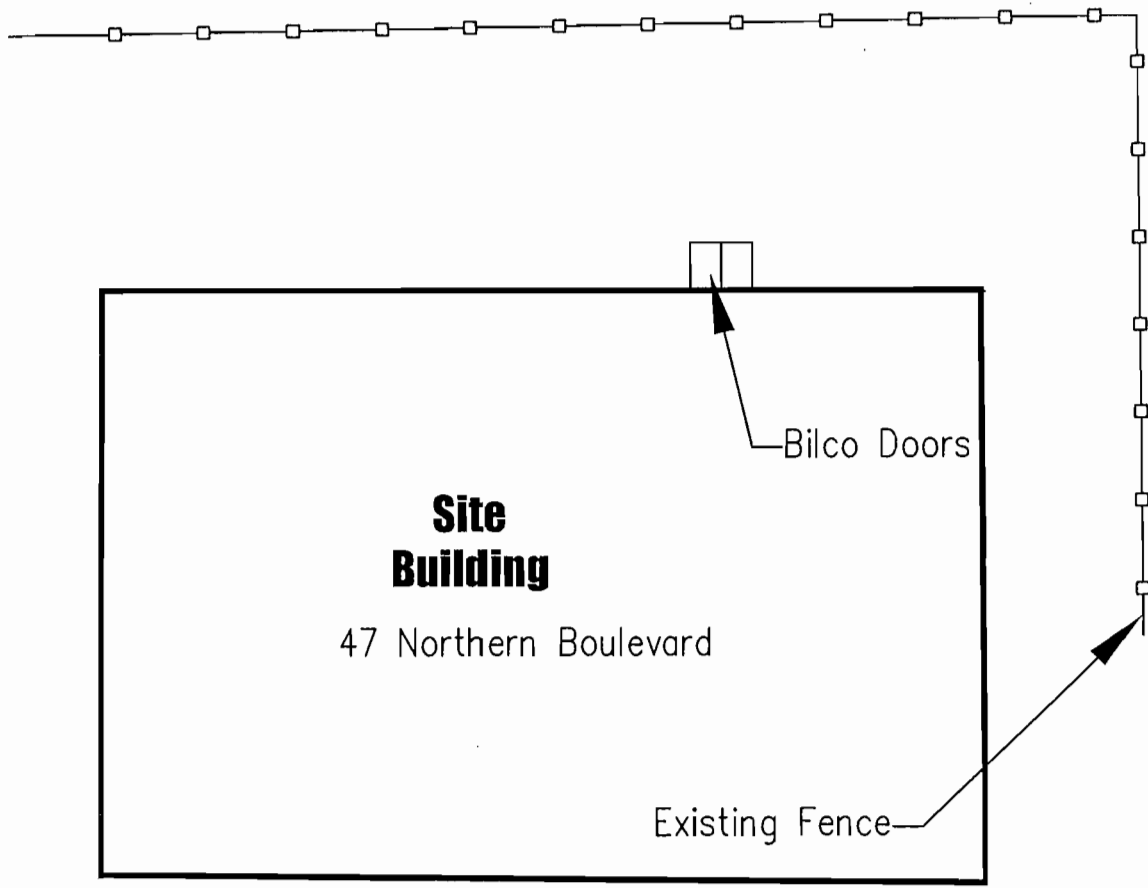 Bilco Doors
Site
Building
47 Northern Boulevard
Existing Fence